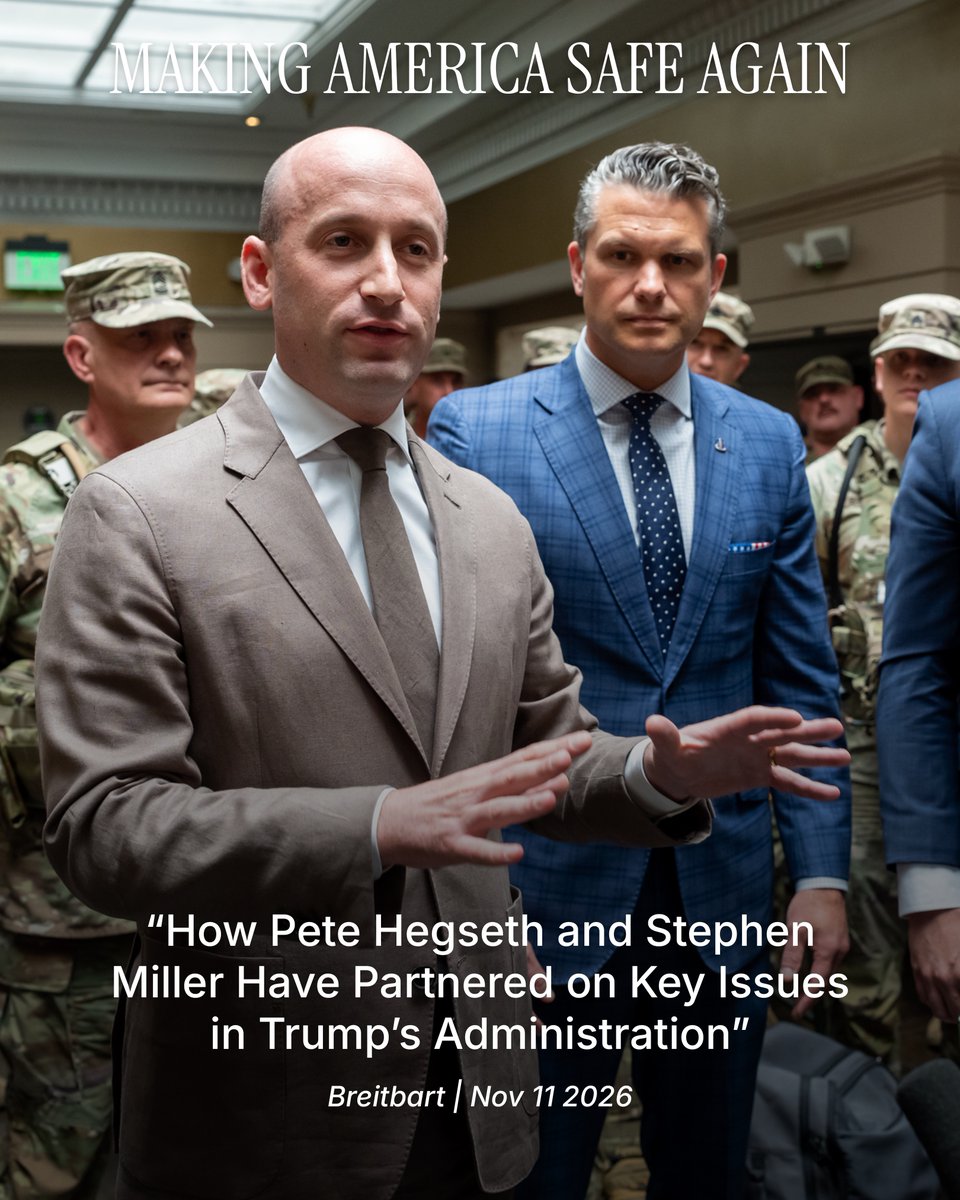 MAKING AMERICA SAFE AGAIN
“How Pete Hegseth and Stephen
Miller Have Partnered on Key Issues
in Trump’s Administration”
Breitbart | Nov 11 2026